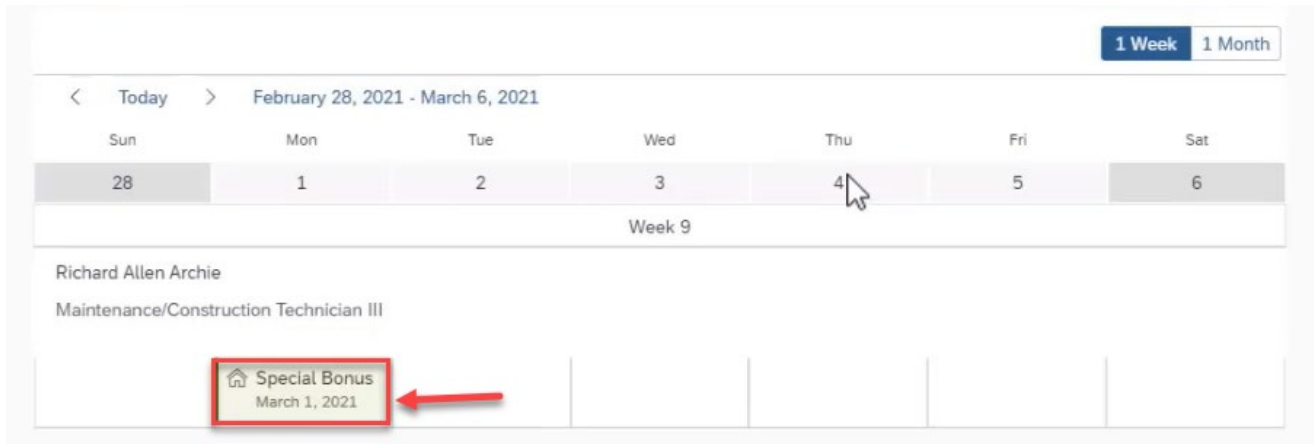 1 Week 1 Month
< Today > February 28, 2021 - March 6, 2021
Sun Mon Tue Wed Thu Fri Sat
28 1 2 3 4 5 6
Week 9
Richard Allen Archie
Maintenance/Construction Technician III
Special Bonus
March 1, 2021